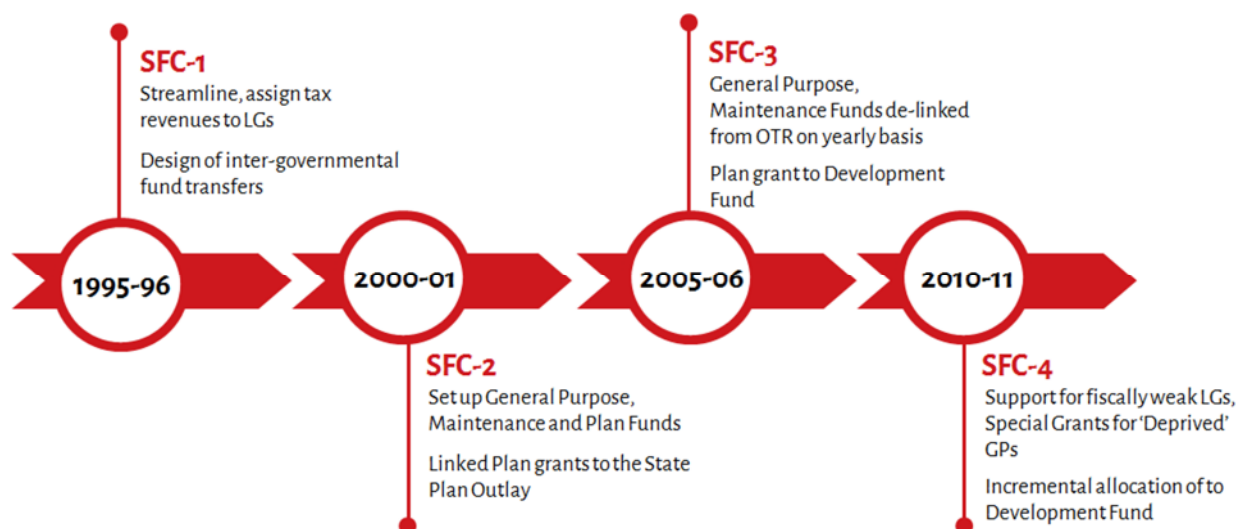 SFC-1
Streamline, assign tax
revenues to LGs
Design of inter-governmental
fund transfers
1995-96
2000-01
SFC-2
Set up General Purpose,
Maintenance and Plan Funds
Linked Plan grants to the State
Plan Outlay
SFC-3
General Purpose,
Maintenance Funds de-linked
from OTR on yearly basis
Plan grant to Development
Fund
2005-06
2010-11
SFC-4
Support for fiscally weak LGs,
Special Grants for ‘Deprived’
GPs
Incremental allocation of to
Development Fund